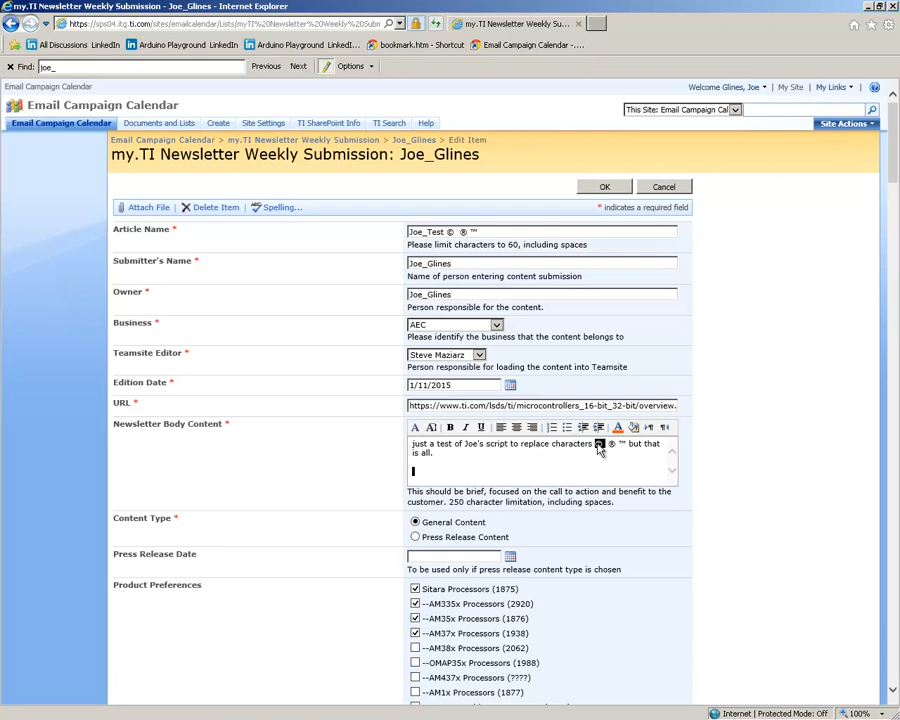 my.TI Newsletter Weekly Submission - Joe_Glines - Internet Explorer
https://sps04.itg.ti.com/sites/emailcalendar/Lists/myTI%20Newsletter%20Weekly%20Subm
my.TI Newsletter Weekly Sub...
All Discussions LinkedIn
Arduino Playground LinkedIn
Arduino Playground LinkedI...
bookmark.htm - Shortcut
Email Campaign Calendar -...
Find: joe_ Previous Next Options
Email Campaign Calendar Welcome Glines, Joe My Site My Links
Email Campaign Calendar This Site: Email Campaign Cal
Email Campaign Calendar Documents and Lists Create Site Settings TI SharePoint Info TI Search Help Site Actions
Email Campaign Calendar > my.TI Newsletter Weekly Submission > Joe_Glines > Edit Item
my.TI Newsletter Weekly Submission: Joe_Glines
OK Cancel
Attach File Delete Item Spelling... * indicates a required field
Article Name * Joe_Test © ® ™
Please limit characters to 60, including spaces
Submitter's Name * Joe_Glines
Name of person entering content submission
Owner * Joe_Glines
Person responsible for the content.
Business * AEC
Please identify the business that the content belongs to
Teamsite Editor * Steve Maziarz
Person responsible for loading the content into Teamsite
Edition Date * 1/11/2015
URL * https://www.ti.com/lsds/ti/microcontrollers_16-bit_32-bit/overview.
Newsletter Body Content * A A B I U A
just a test of Joe's script to replace characters © ® ™ but that
is all.
This should be brief, focused on the call to action and benefit to the
customer. 250 character limitation, including spaces.
Content Type * General Content
Press Release Content
Press Release Date
To be used only if press release content type is chosen
Product Preferences
Sitara Processors (1875)
--AM335x Processors (2920)
--AM35x Processors (1876)
--AM37x Processors (1938)
--AM38x Processors (2062)
--OMAP35x Processors (1988)
--AM437x Processors (????)
--AM1x Processors (1877)
Internet | Protected Mode: Off 100%